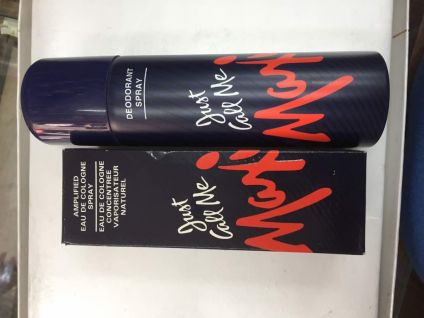 DEODORANT
SPRAY
Just
Call Me
Maxi
AMPLIFIED
EAU DE COLOGNE
SPRAY
EAU DE COLOGNE
CONCENTREE
VAPORISATEUR
NATUREL
Just
Call Me
Maxi